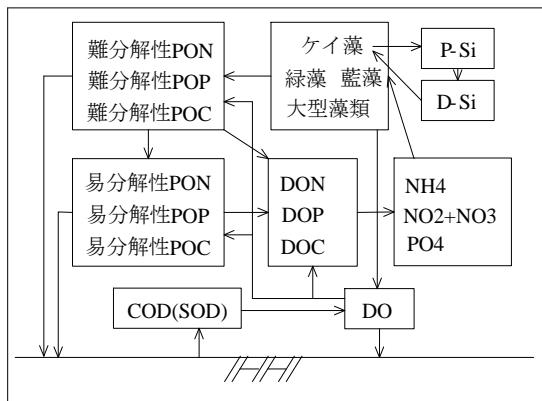 難分解性PON
難分解性POP
難分解性POC
ケイ藻
緑藻 藍藻
大型藻類
P-Si
D-Si
易分解性PON
易分解性POP
易分解性POC
DON
DOP
DOC
NH4
NO2+NO3
PO4
COD(SOD)
DO